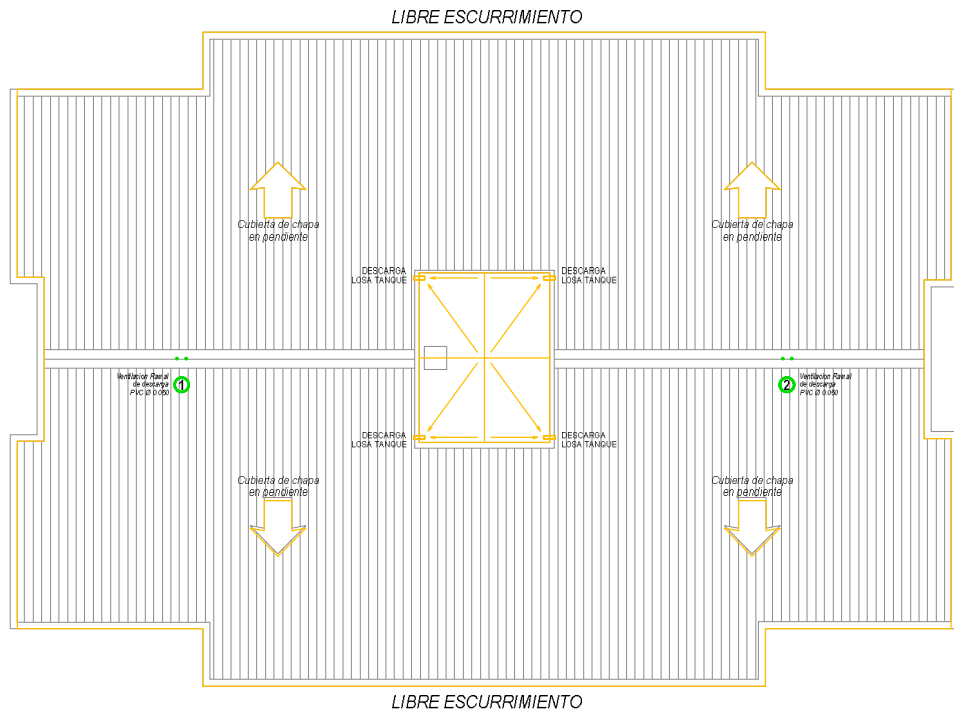 LIBRE ESCURRIMIENTO
Cubierta de chapa
en pendiente
Cubierta de chapa
en pendiente
DESCARGA
LOSA TANQUE
DESCARGA
LOSA TANQUE
Ventilacion Ramal
de descarga
PVC Ø 0.060
1
2
Ventilacion Ramal
de descarga
PVC Ø 0.060
DESCARGA
LOSA TANQUE
DESCARGA
LOSA TANQUE
Cubierta de chapa
en pendiente
Cubierta de chapa
en pendiente
LIBRE ESCURRIMIENTO